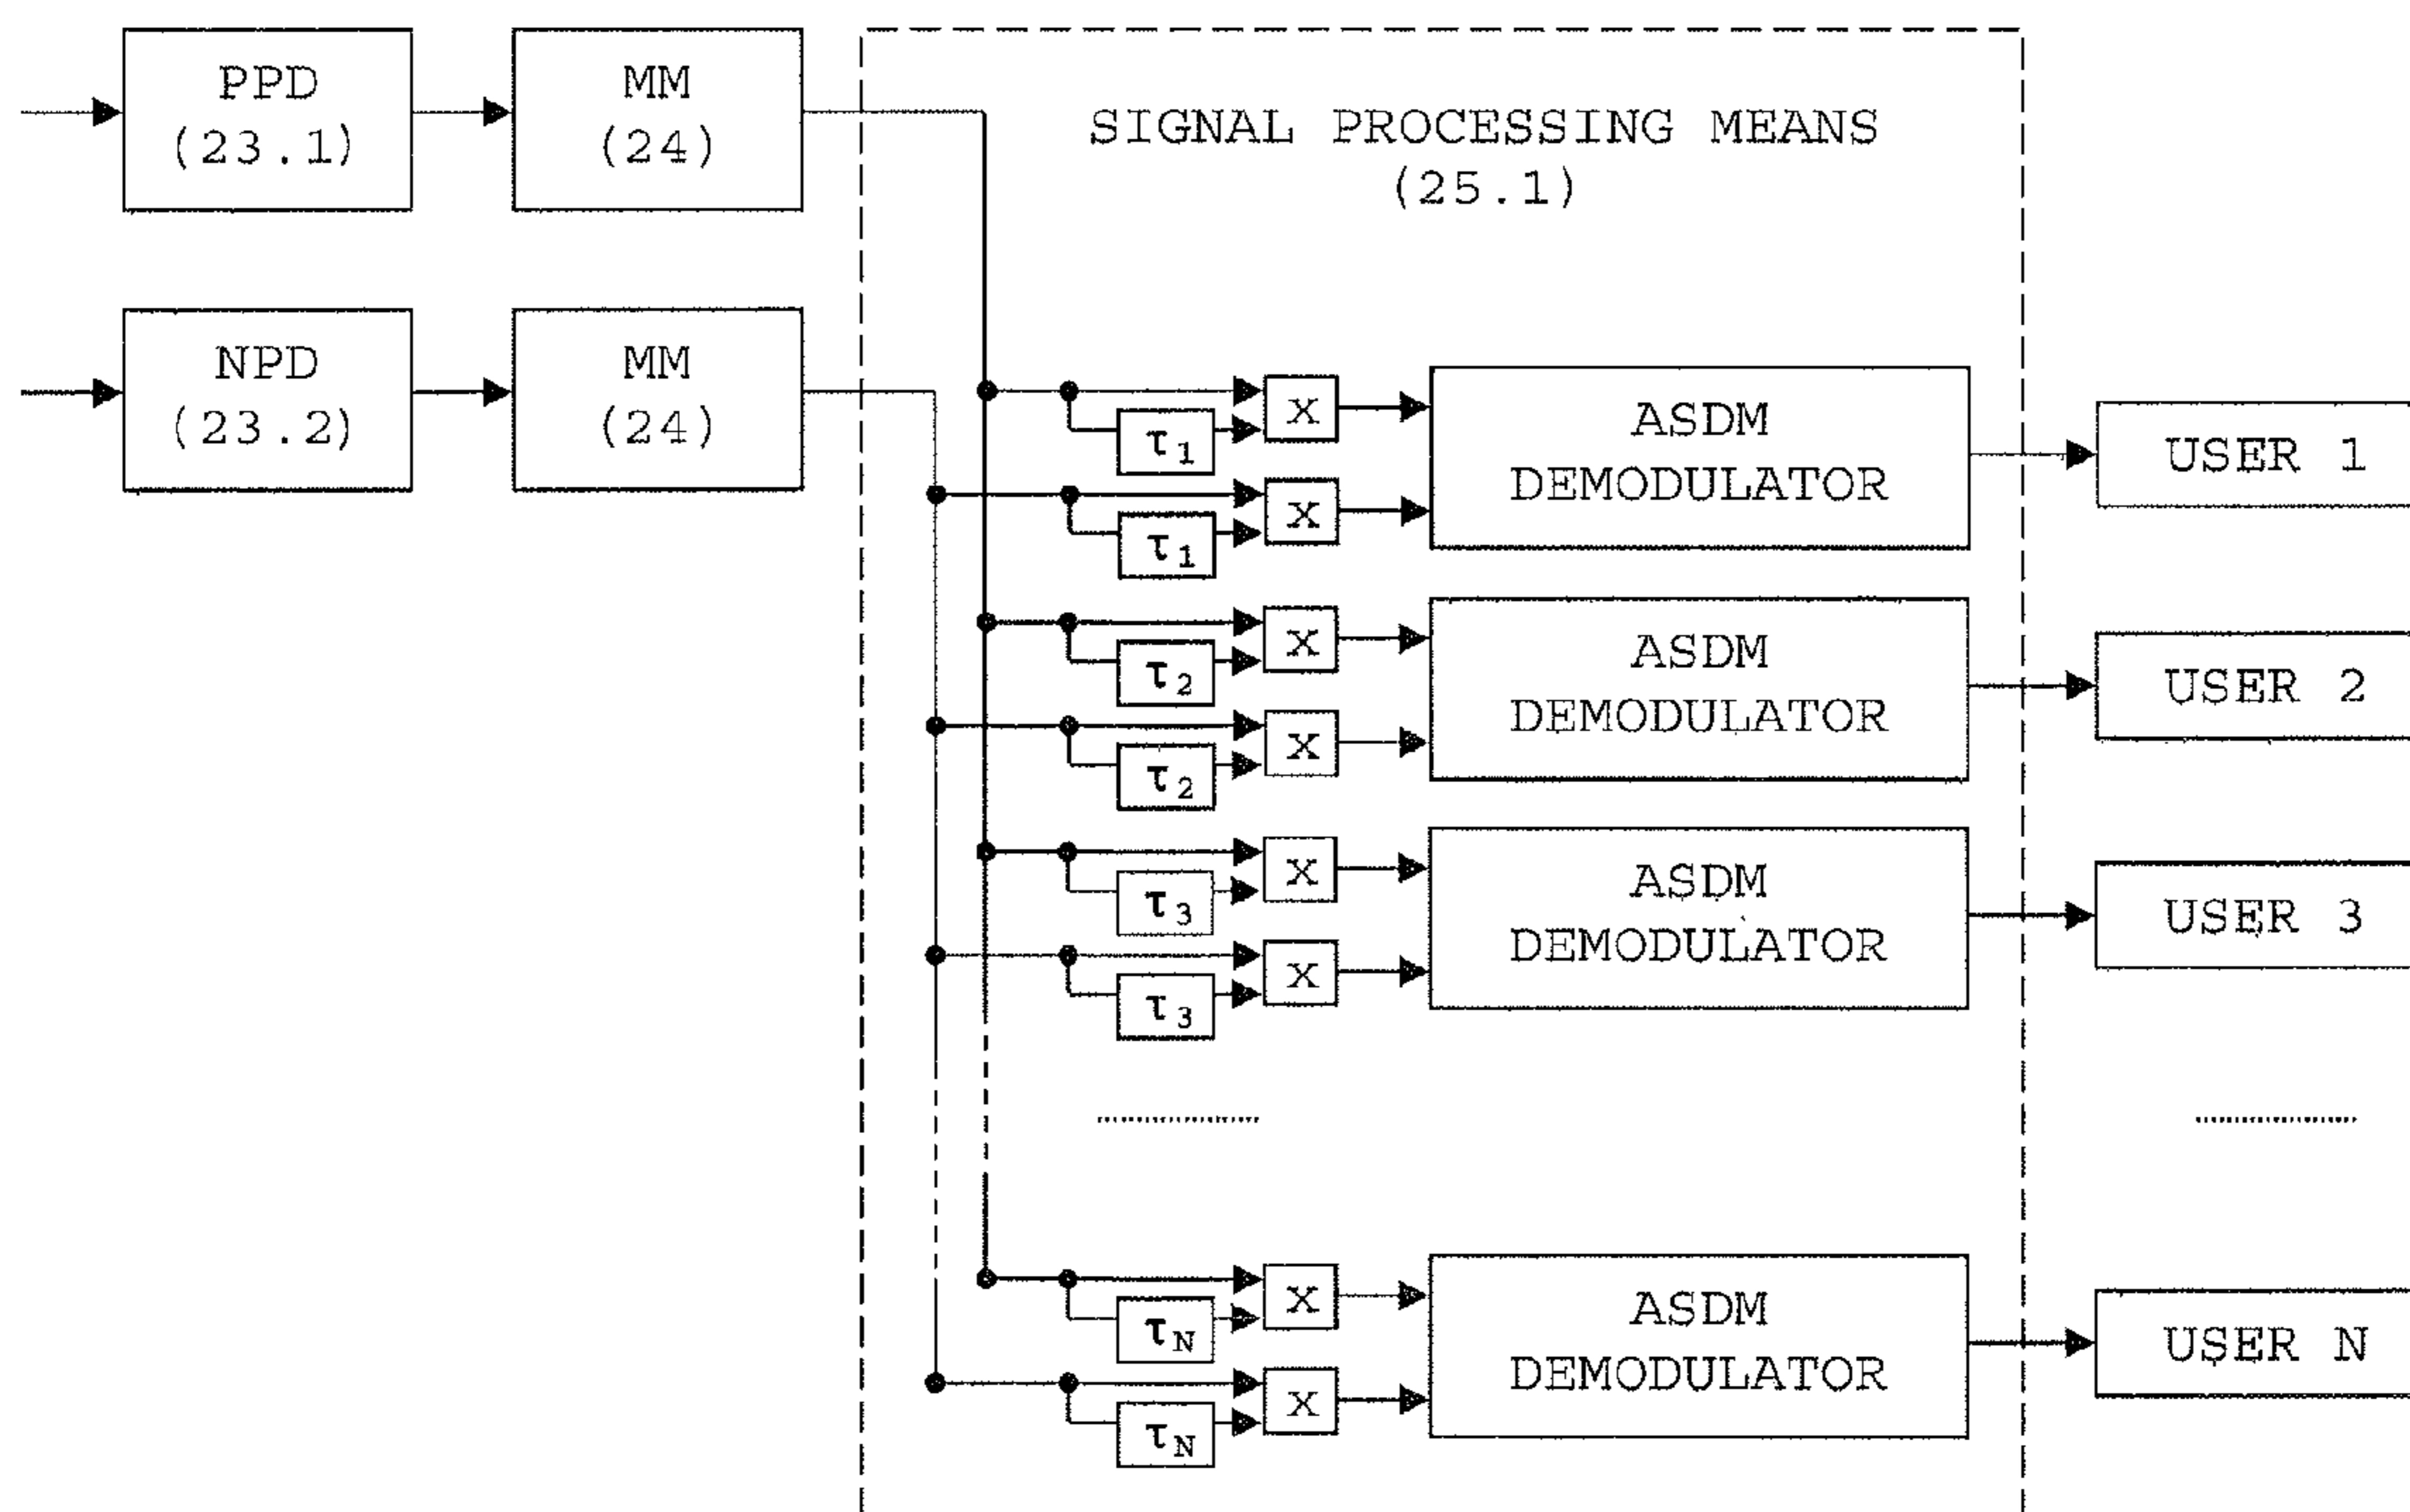 PPD
(23.1)
MM
(24)
SIGNAL PROCESSING MEANS
(25.1)
NPD
(23.2)
MM
(24)
X
τ1
X
τ1
ASDM
DEMODULATOR
USER 1
X
τ2
X
τ2
ASDM
DEMODULATOR
USER 2
X
τ3
X
τ3
ASDM
DEMODULATOR
USER 3
X
τN
X
τN
ASDM
DEMODULATOR
USER N